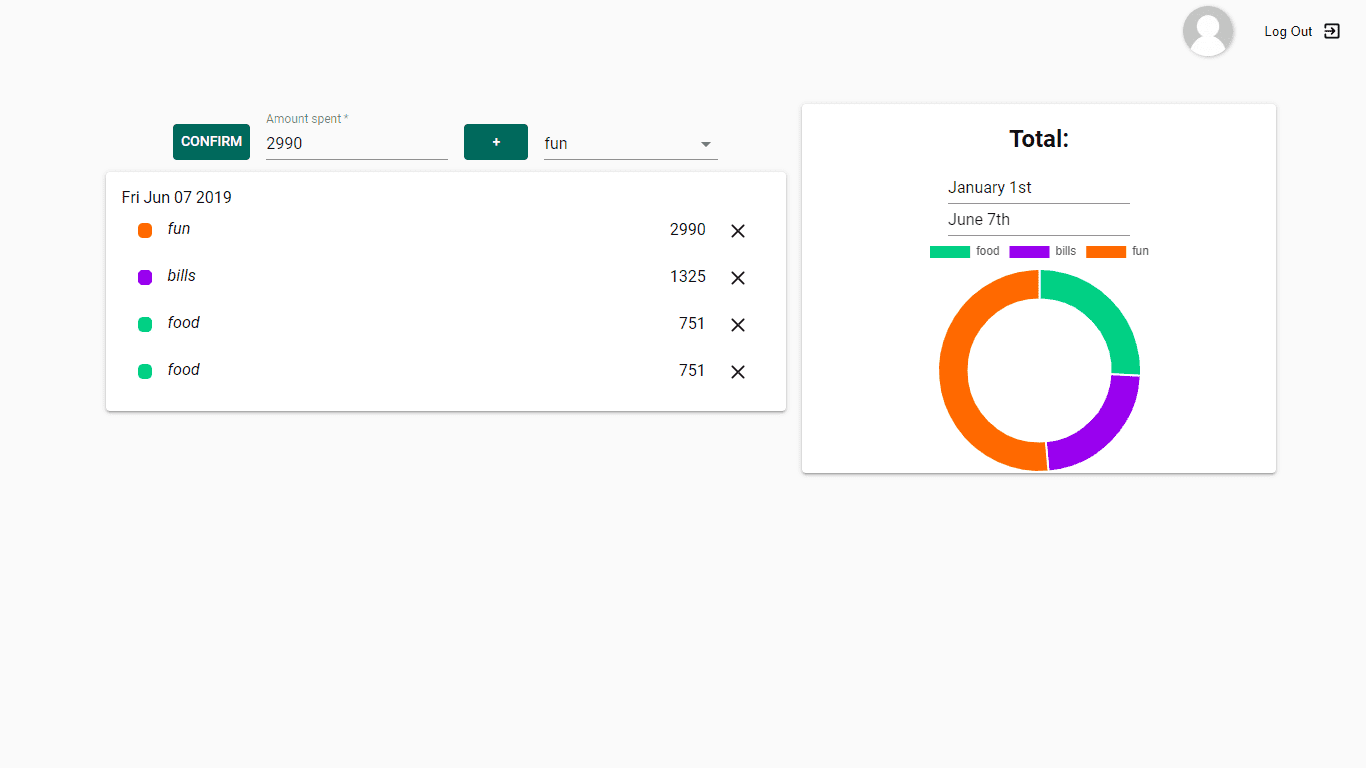 Log Out
CONFIRM
Amount spent *
2990
+
fun
Fri Jun 07 2019
fun 2990
bills 1325
food 751
food 751
Total:
January 1st
June 7th
food bills fun